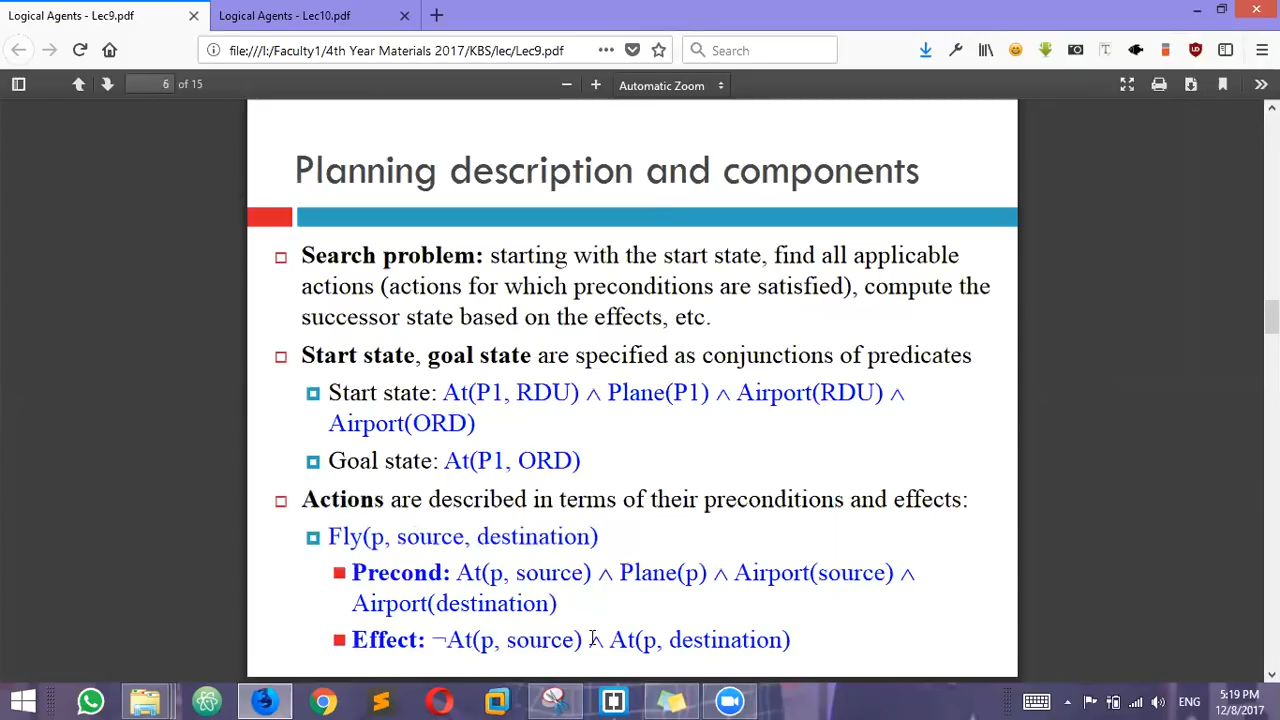 Logical Agents - Lec9.pdf
Logical Agents - Lec10.pdf
file:///I:/Faculty1/4th Year Materials 2017/KBS/lec/Lec9.pdf
Search
6 of 15
Automatic Zoom
Planning description and components
Search problem: starting with the start state, find all applicable
actions (actions for which preconditions are satisfied), compute the
successor state based on the effects, etc.
Start state, goal state are specified as conjunctions of predicates
Start state: At(P1, RDU) ∧ Plane(P1) ∧ Airport(RDU) ∧
Airport(ORD)
Goal state: At(P1, ORD)
Actions are described in terms of their preconditions and effects:
Fly(p, source, destination)
Precond: At(p, source) ∧ Plane(p) ∧ Airport(source) ∧
Airport(destination)
Effect: ¬At(p, source) ∧ At(p, destination)
ENG
5:19 PM
12/8/2017